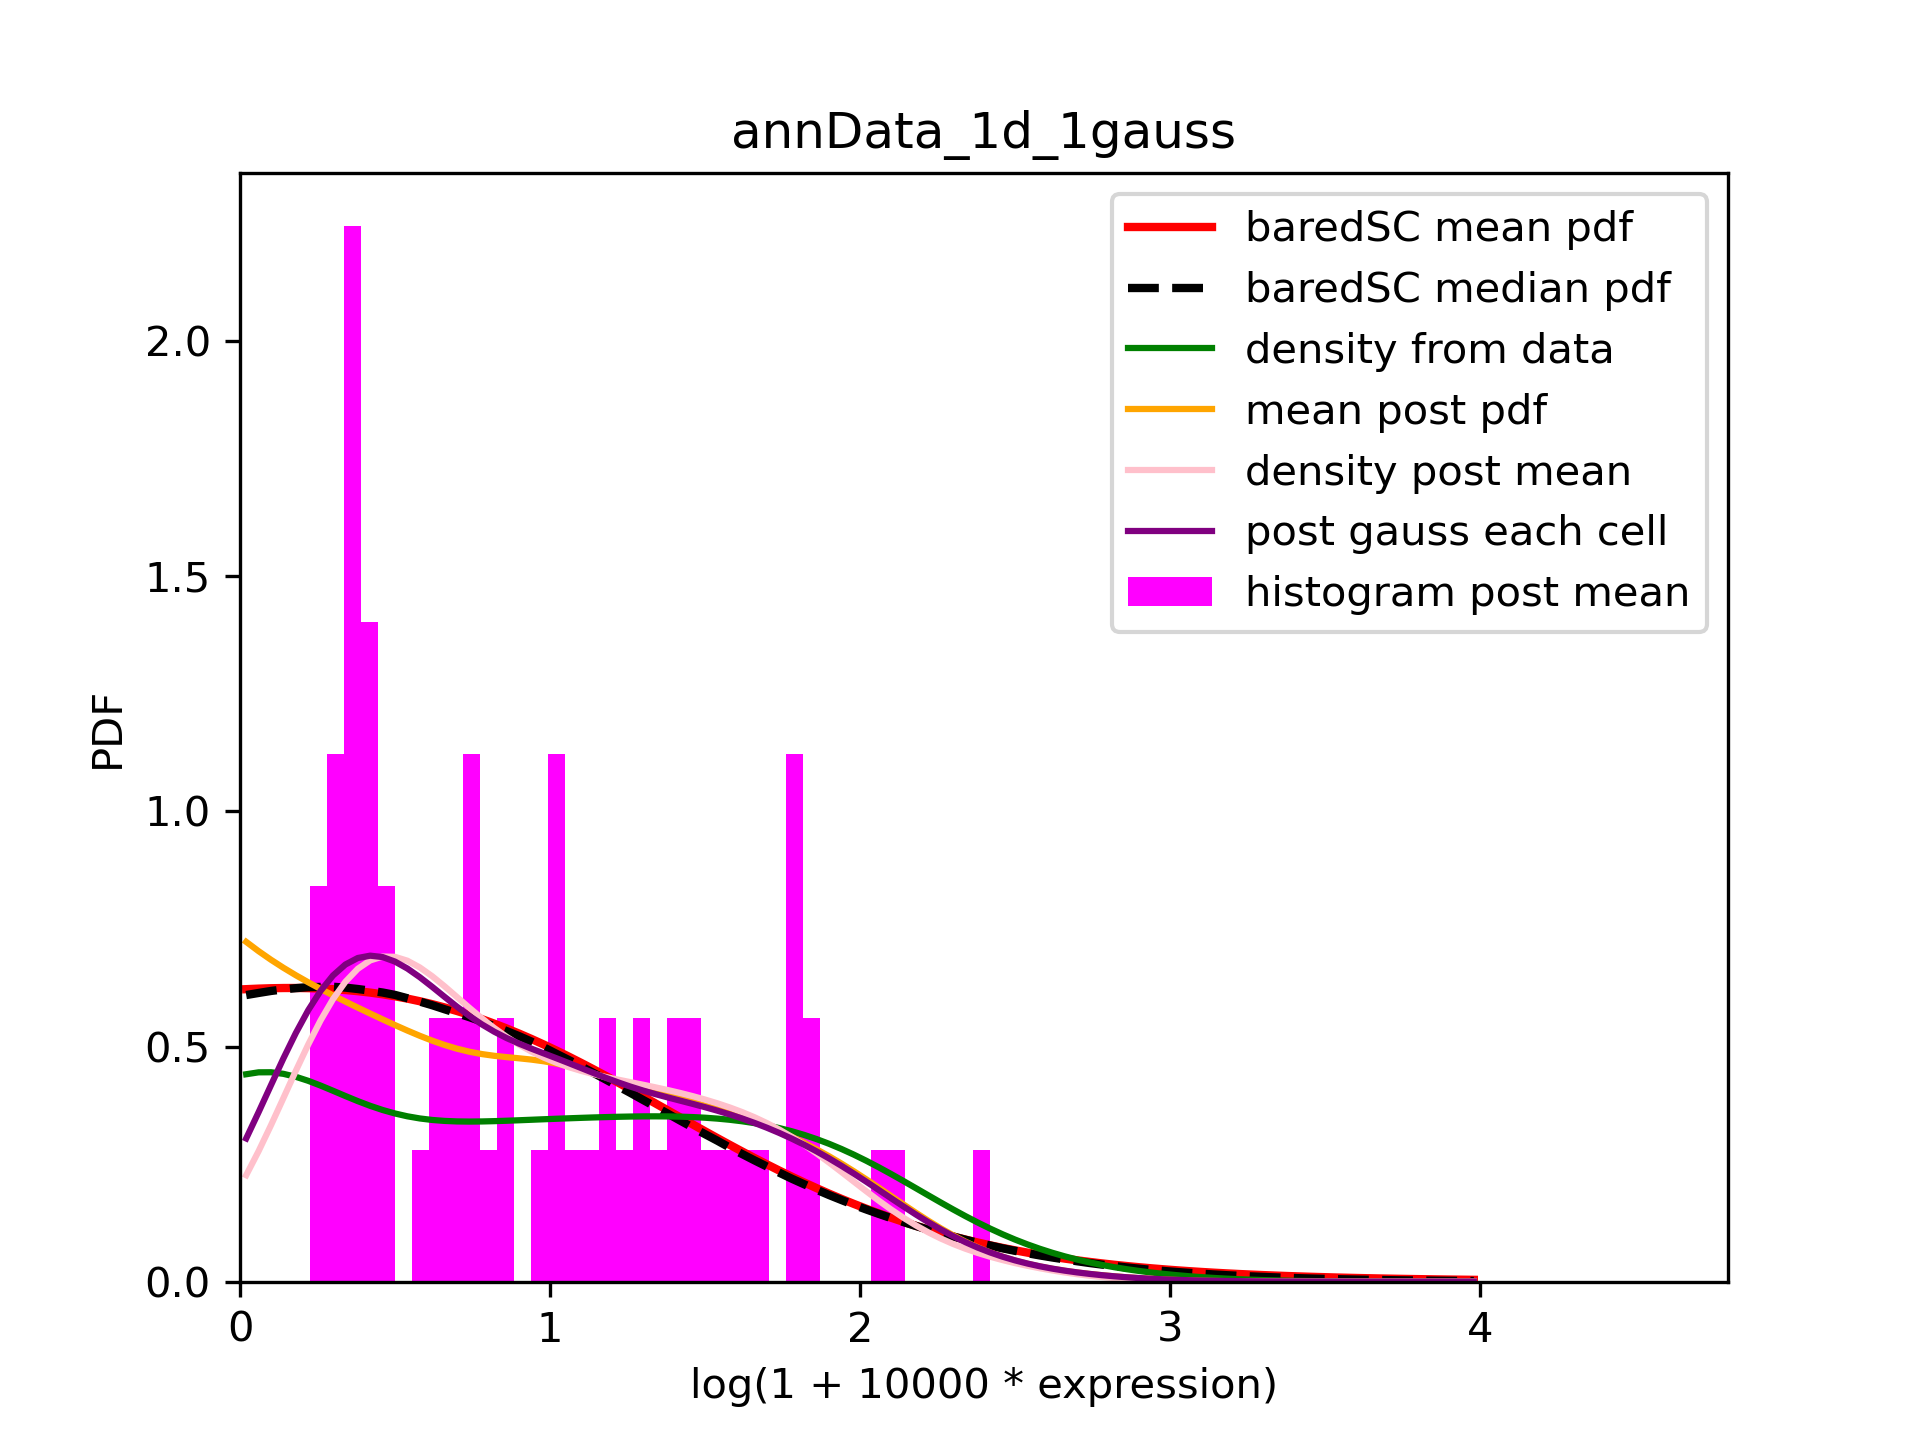 annData_1d_1gauss
baredSC mean pdf
baredSC median pdf
density from data
mean post pdf
density post mean
post gauss each cell
histogram post mean
PDF
2.0
1.5
1.0
0.5
0.0
0 1 2 3 4
log(1 + 10000 * expression)